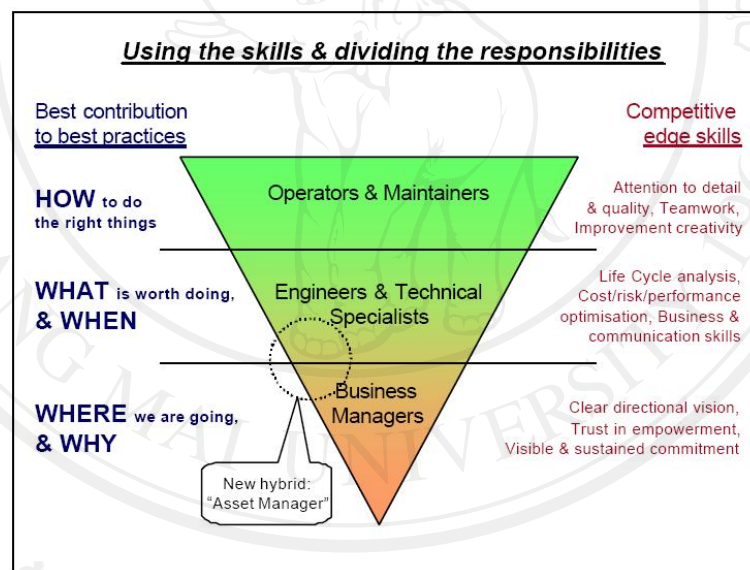 Using the skills & dividing the responsibilities
Best contribution
to best practices
Competitive
edge skills
HOW to do
the right things
Operators & Maintainers
Attention to detail
& quality, Teamwork,
Improvement creativity
WHAT is worth doing,
& WHEN
Engineers & Technical
Specialists
Life Cycle analysis,
Cost/risk/performance
optimisation, Business &
communication skills
WHERE we are going,
& WHY
Business
Managers
Clear directional vision,
Trust in empowerment,
Visible & sustained commitment
New hybrid:
“Asset Manager”
MAI UNIVERSITY